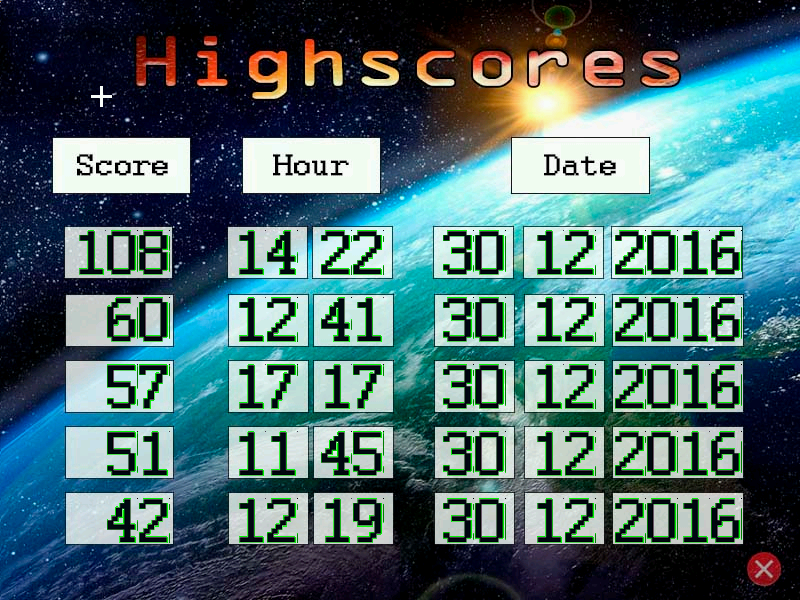 Highscores
Score Hour Date
108 14 22 30 12 2016
60 12 41 30 12 2016
57 17 17 30 12 2016
51 11 45 30 12 2016
42 12 19 30 12 2016